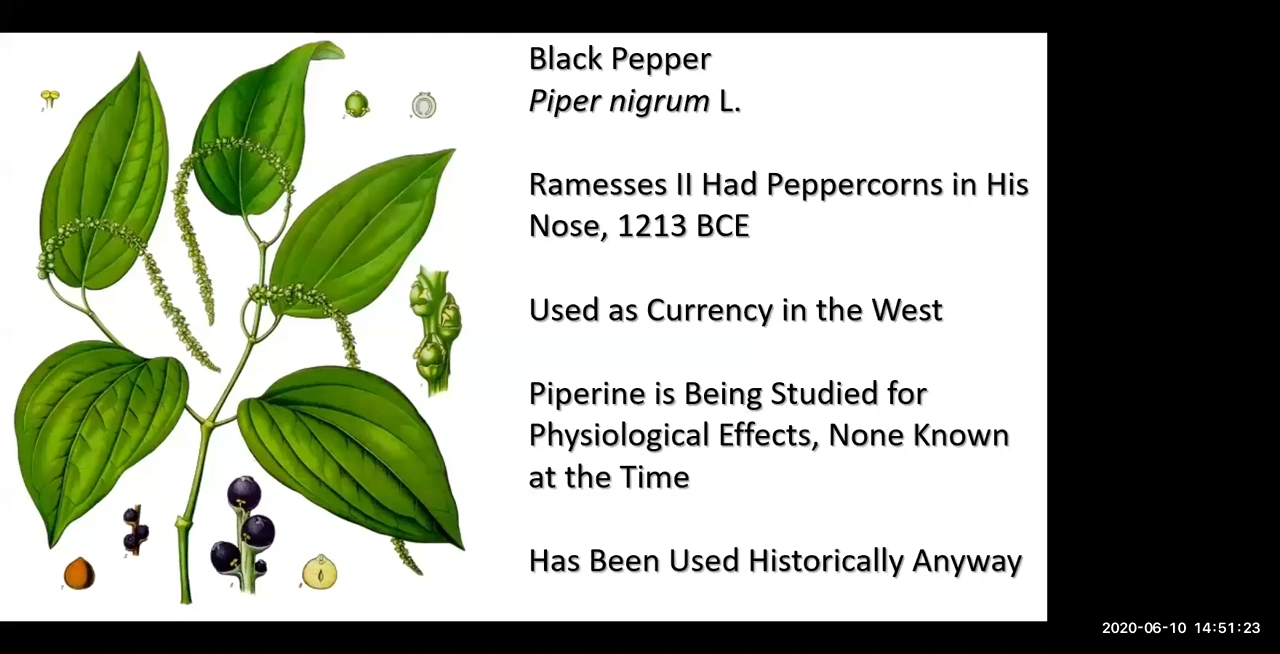 Black Pepper
Piper nigrum L.
Ramesses II Had Peppercorns in His
Nose, 1213 BCE
Used as Currency in the West
Piperine is Being Studied for
Physiological Effects, None Known
at the Time
Has Been Used Historically Anyway
2020-06-10 14:51:23